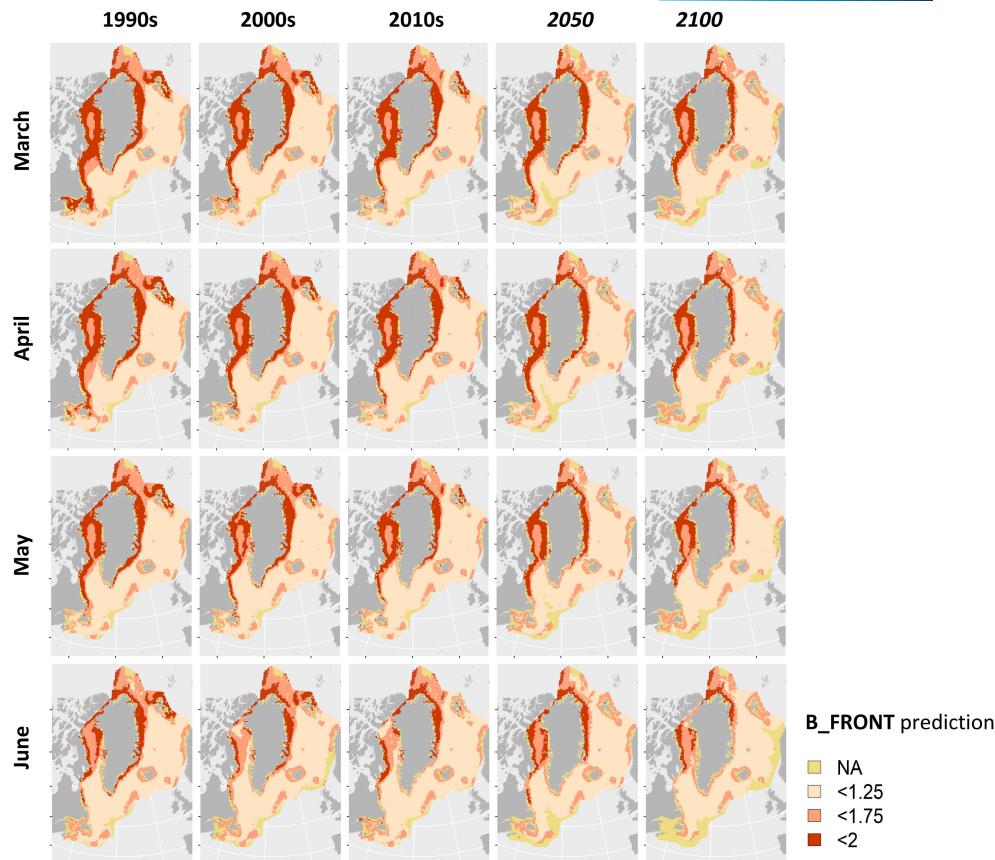 1990s 2000s 2010s 2050 2100
March
April
May
June
B_FRONT prediction
NA
<1.25
<1.75
<2